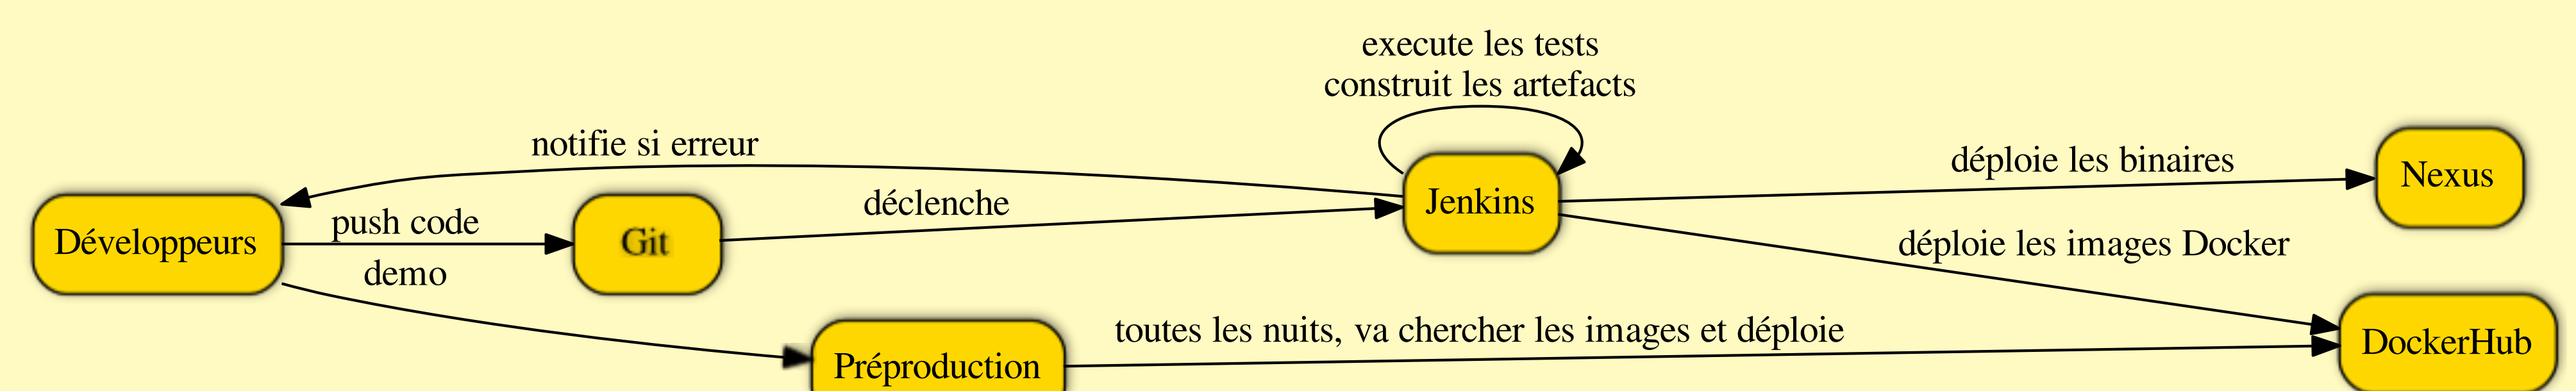 execute les tests
construit les artefacts
notifie si erreur
déploie les binaires
Nexus
Jenkins
déclenche
push code
Développeurs
Git
déploie les images Docker
demo
toutes les nuits, va chercher les images et déploie
DockerHub
Préproduction